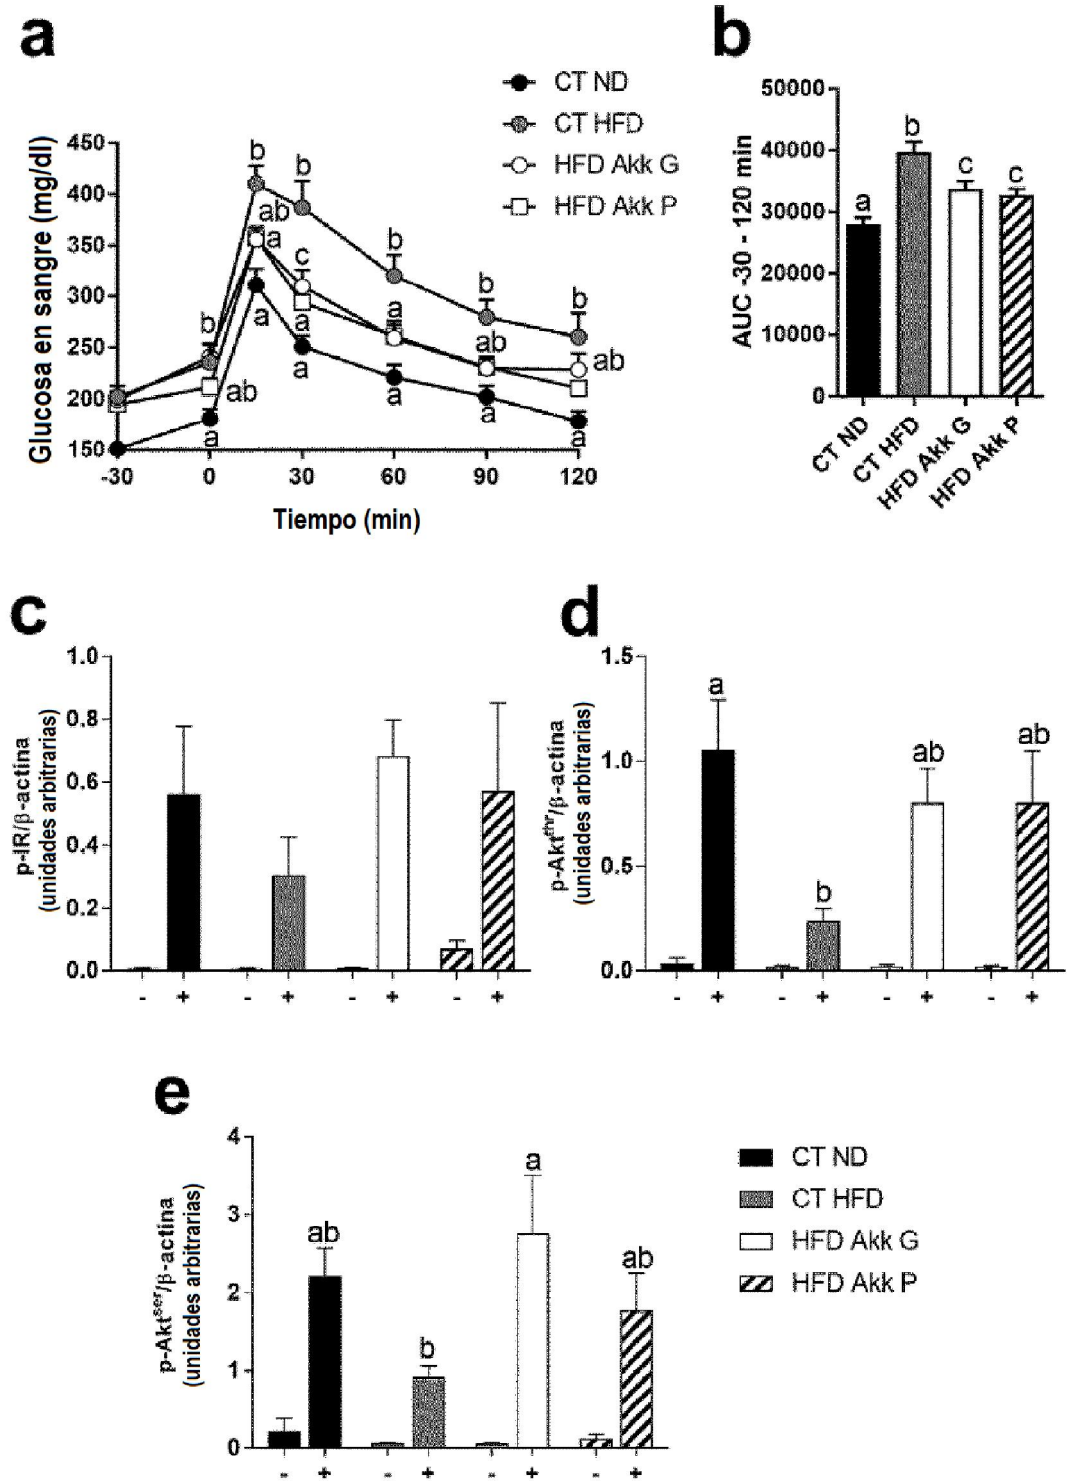 a
CT ND
CT HFD
HFD Akk G
HFD Akk P
Glucosa en sangre (mg/dl)
450
400
350
300
250
200
150
b
b
ab
a
c
b
b
b
b
a
ab
ab
ab
a
a
a
a
a
a
a
-30
0
30
60
90
120
Tiempo (min)
b
AUC -30 - 120 min
50000
40000
30000
20000
10000
0
a
b
c
c
CT ND
CT HFD
HFD Akk G
HFD Akk P
c
p-IR/β-actina
(unidades arbitrarias)
1.0
0.8
0.6
0.4
0.2
0.0
- + - + - + - +
d
p-Akt^thr/β-actina
(unidades arbitrarias)
1.5
1.0
0.5
0.0
a
b
ab
ab
- + - + - + - +
e
p-Akt^ser/β-actina
(unidades arbitrarias)
4
3
2
1
0
ab
b
a
ab
- + - + - + - +
CT ND
CT HFD
HFD Akk G
HFD Akk P